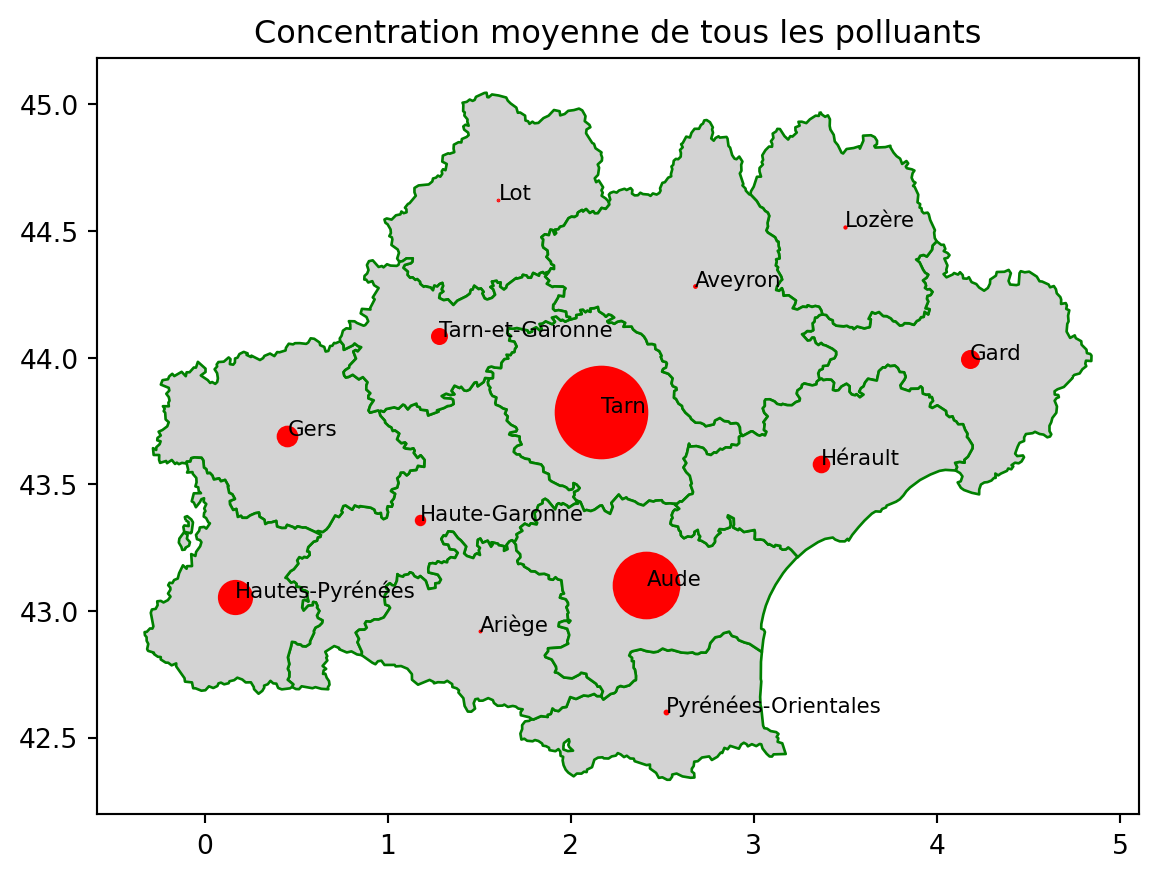 Concentration moyenne de tous les polluants
45.0
Lot
Lozère
44.5
Aveyron
Tarn-et-Garonne
44.0
Gard
Tarn
Gers
Hérault
43.5
Haute-Garonne
Aude
43.0
Hautes-Pyrénées
Ariège
Pyrénées-Orientales
42.5
0 1 2 3 4 5